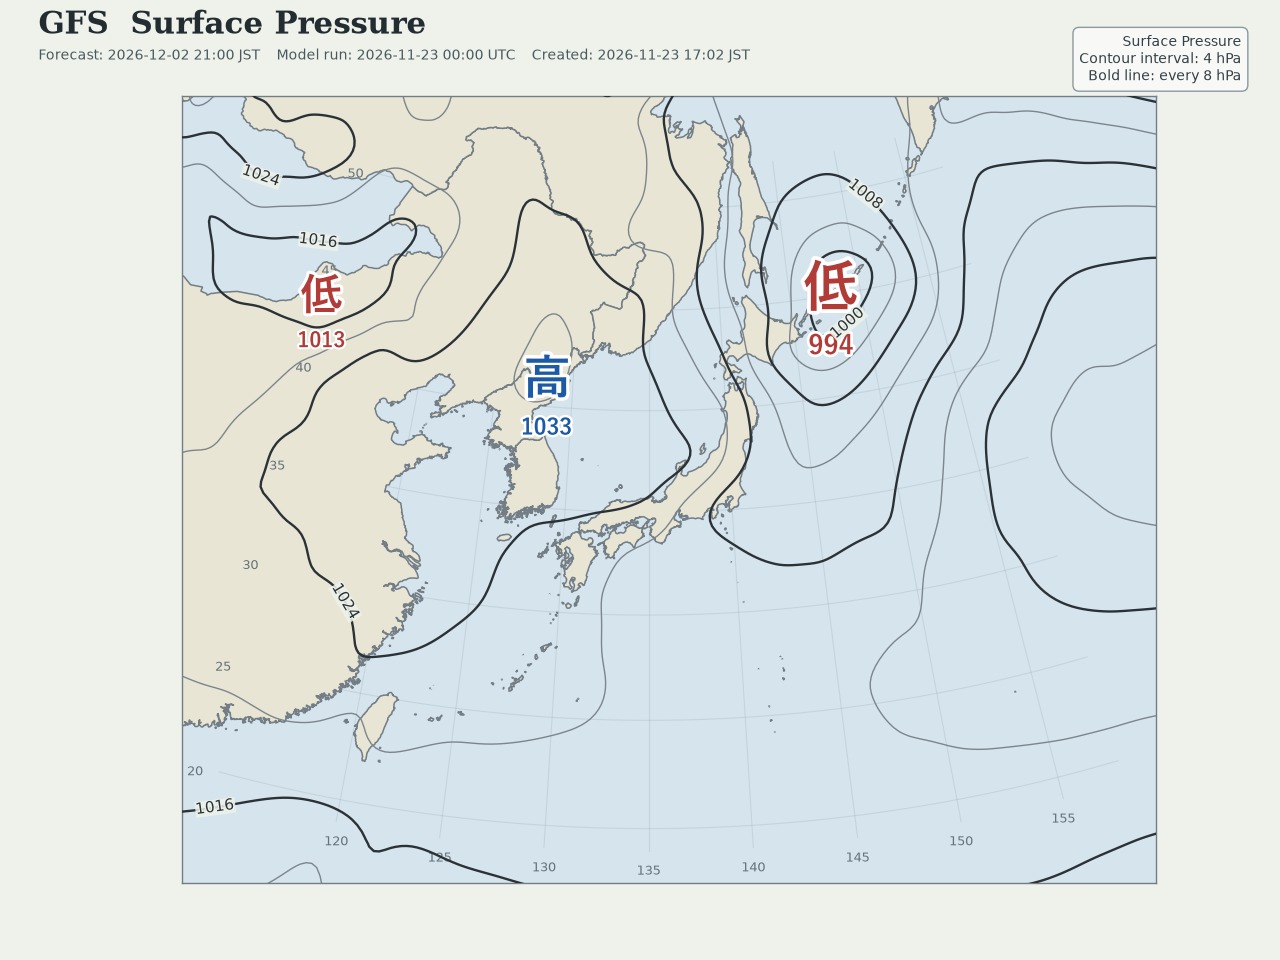 GFS  Surface Pressure
Forecast: 2026-12-02 21:00 JST    Model run: 2026-11-23 00:00 UTC    Created: 2026-11-23 17:02 JST
Surface Pressure
Contour interval: 4 hPa
Bold line: every 8 hPa
1024
50
1008
1016
低
1013
低
1000
994
40
高
1033
35
30
1024
25
20
1016
120
125
130
135
140
145
150
155